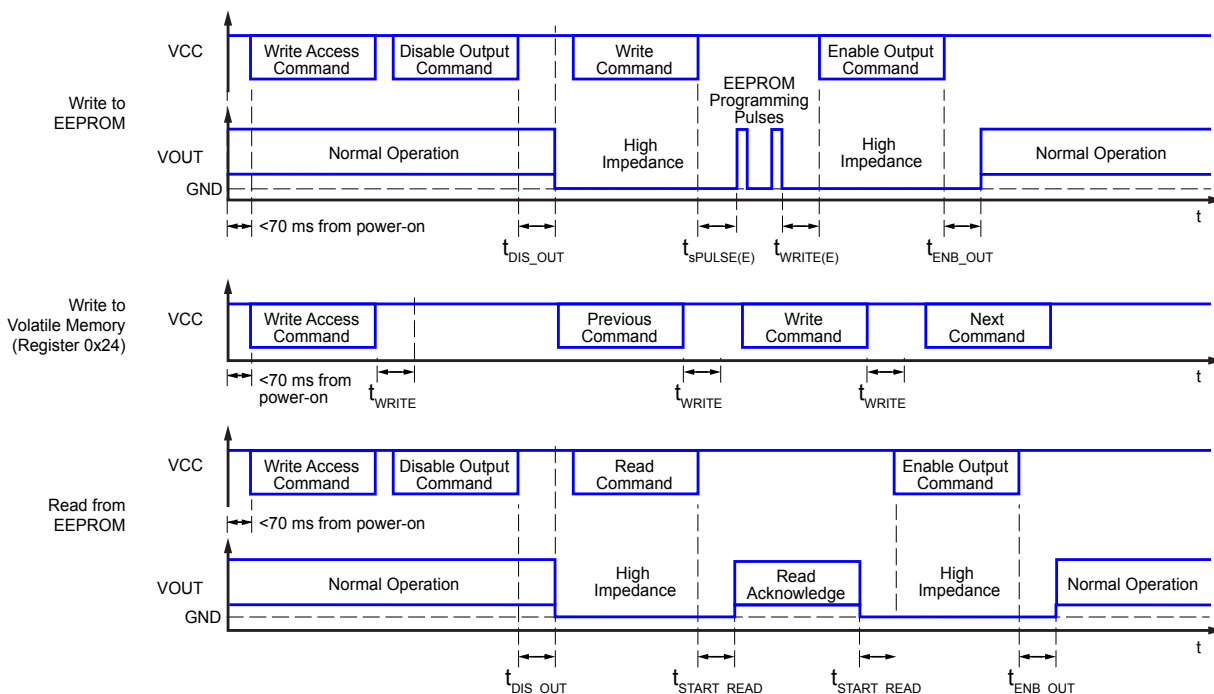 VCC
Write Access
Command
Disable Output
Command
Write
Command
Enable Output
Command
Write to
EEPROM
EEPROM
Programming
Pulses
VOUT
Normal Operation
High
Impedance
High
Impedance
Normal Operation
GND
t
<70 ms from power-on
tDIS_OUT
tsPULSE(E)
tWRITE(E)
tENB_OUT
Write to
Volatile Memory
(Register 0x24)
VCC
Write Access
Command
Previous
Command
Write
Command
Next
Command
t
<70 ms from
power-on
tWRITE
tWRITE
tWRITE
VCC
Write Access
Command
Disable Output
Command
Read
Command
Enable Output
Command
Read from
EEPROM
<70 ms from power-on
VOUT
Normal Operation
High
Impedance
Read
Acknowledge
High
Impedance
Normal Operation
GND
t
tDIS_OUT
tSTART_READ
tSTART_READ
tENB_OUT